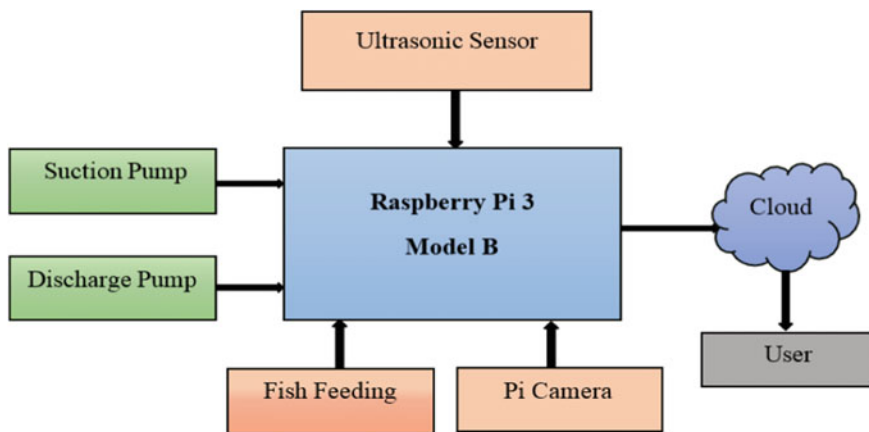 Ultrasonic Sensor
Suction Pump
Raspberry Pi 3
Model B
Cloud
Discharge Pump
User
Fish Feeding
Pi Camera